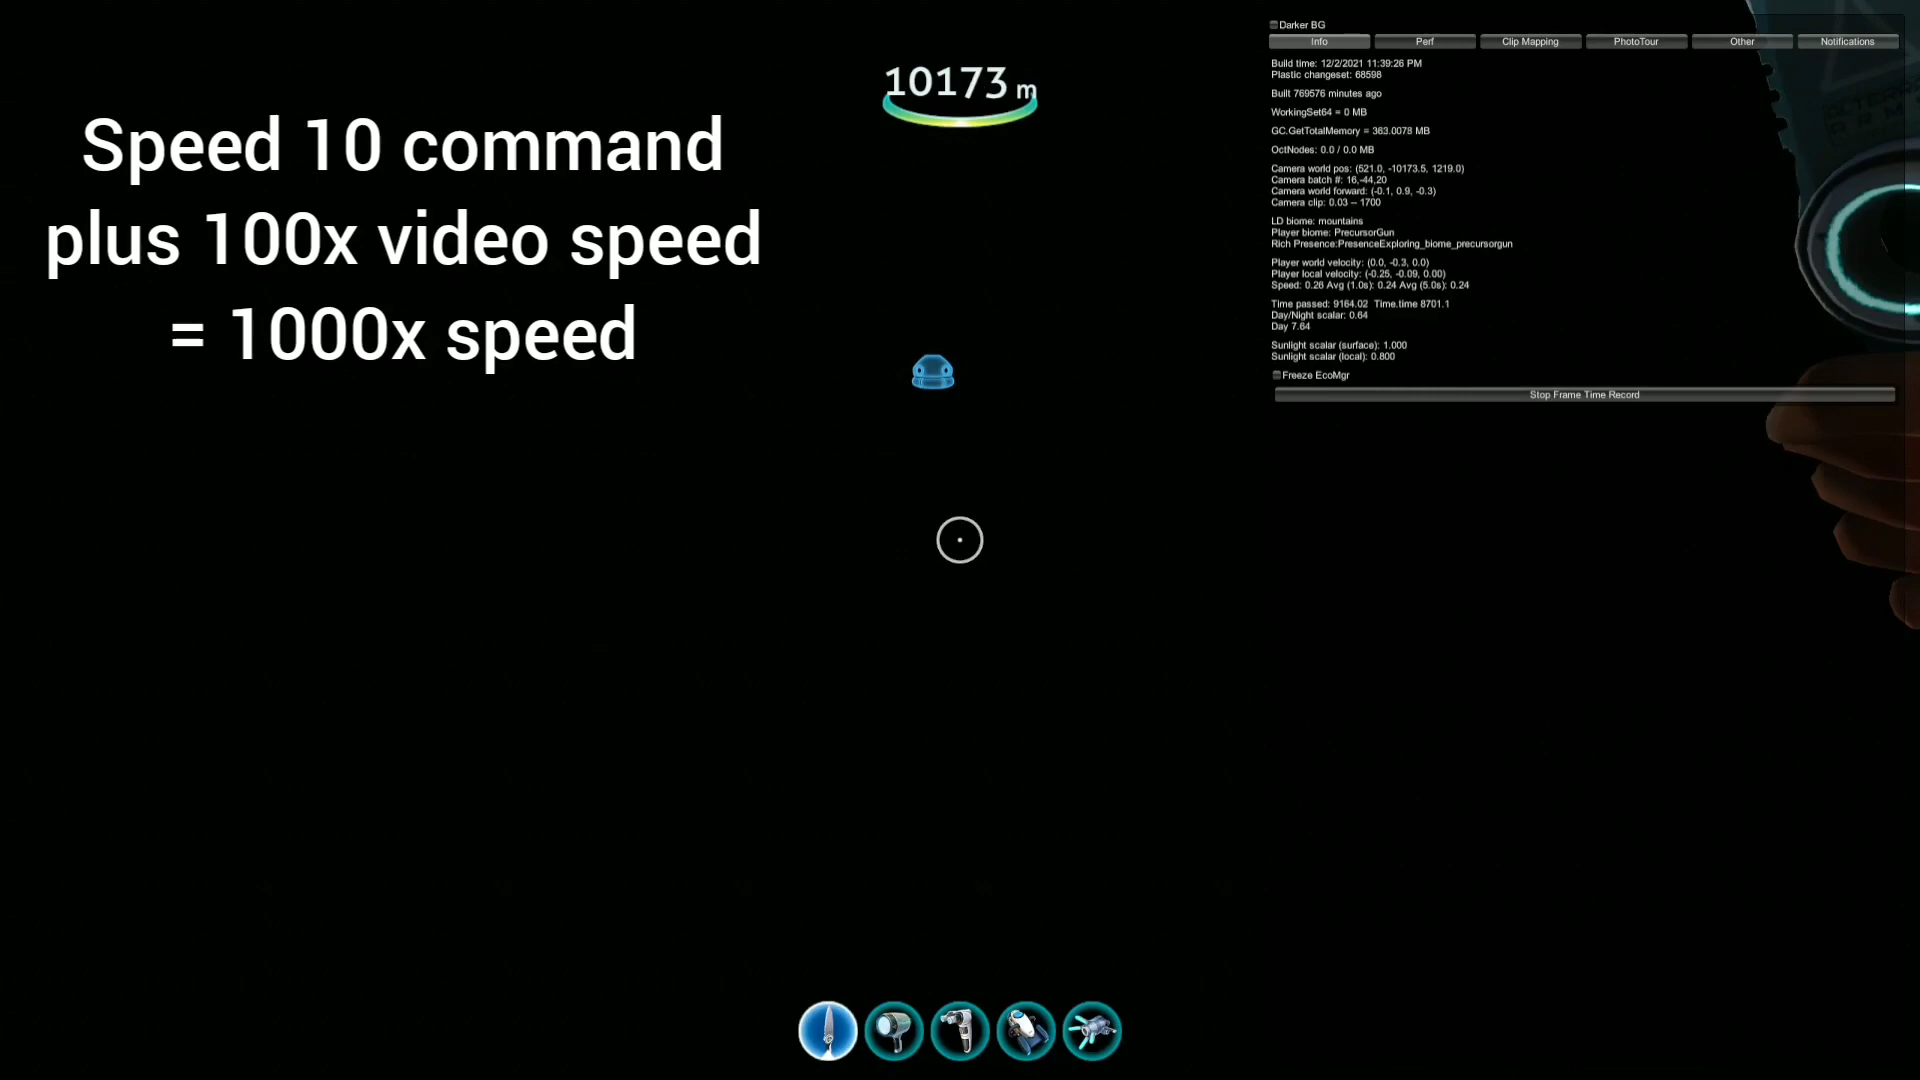 Speed 10 command
plus 100x video speed
= 1000x speed
10173 m
Darker BG
Info
Perf
Clip Mapping
PhotoTour
Other
Notifications
Build time: 12/2/2021 11:39:26 PM
Plastic changeset: 68598
Built 769576 minutes ago
WorkingSet64 = 0 MB
GC.GetTotalMemory = 363.0078 MB
OctNodes: 0.0 / 0.0 MB
Camera world pos: (521.0, -10173.5, 1219.0)
Camera batch #: 16,-44,20
Camera world forward: (-0.1, 0.9, -0.3)
Camera clip: 0.03 -- 1700
LD biome: mountains
Player biome: PrecursorGun
Rich Presence:PresenceExploring_biome_precursorgun
Player world velocity: (0.0, -0.3, 0.0)
Player local velocity: (-0.25, -0.09, 0.00)
Speed: 0.26 Avg (1.0s): 0.24 Avg (5.0s): 0.24
Time passed: 9164.02  Time.time 8701.1
Day/Night scalar: 0.64
Day 7.64
Sunlight scalar (surface): 1.000
Sunlight scalar (local): 0.800
Freeze EcoMgr
Stop Frame Time Record